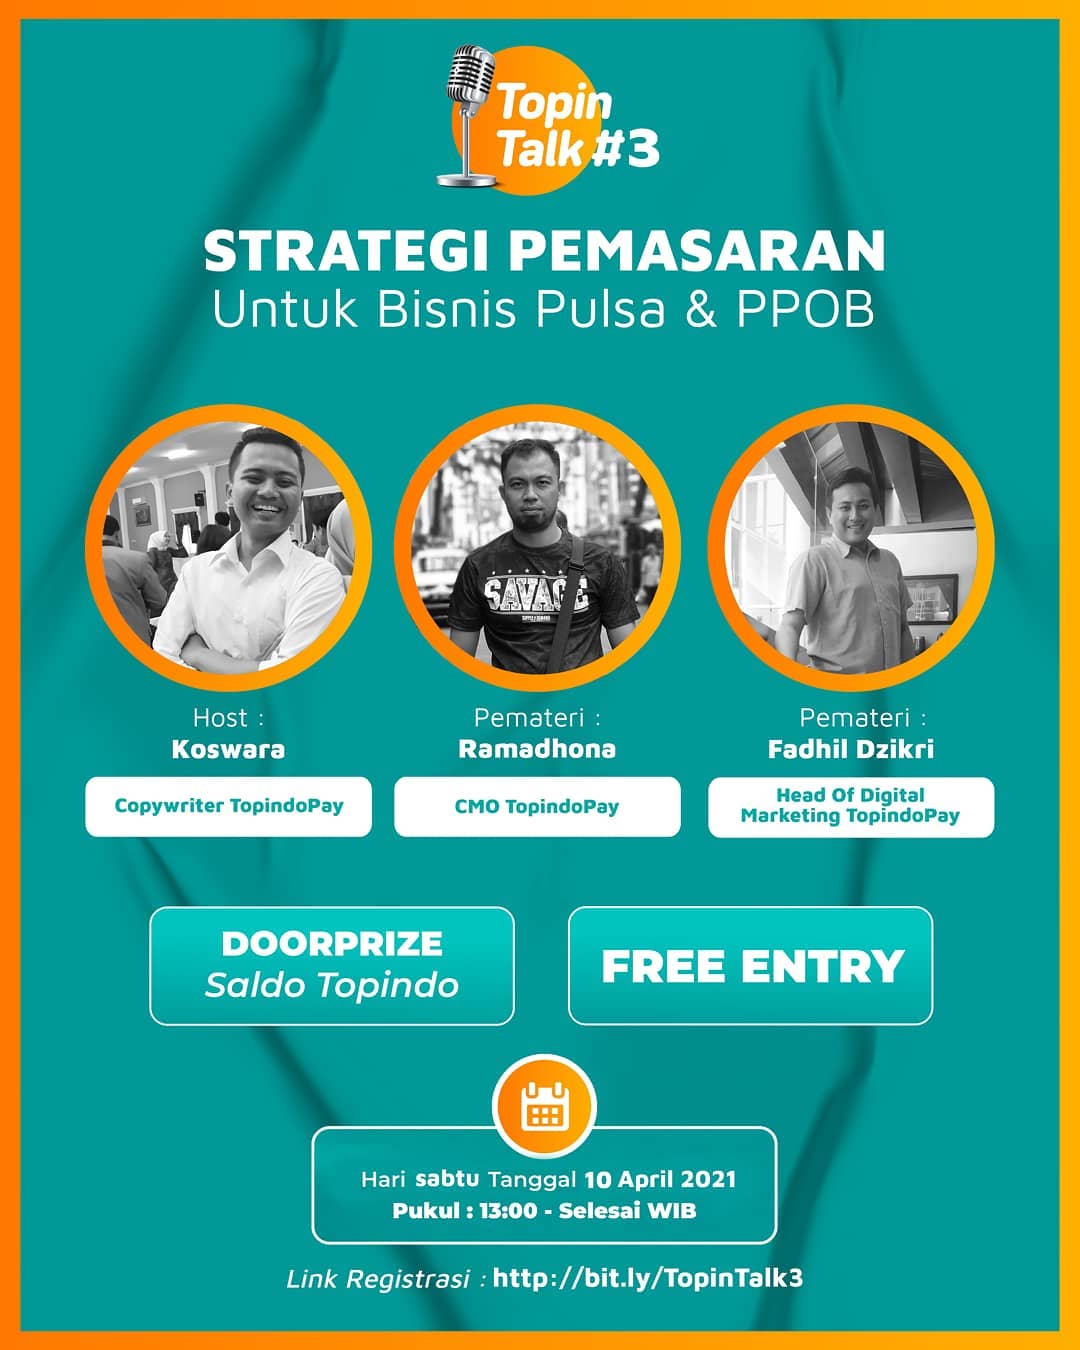 Topin
Talk #3
STRATEGI PEMASARAN
Untuk Bisnis Pulsa & PPOB
SAVAGE
Host :
Koswara
Copywriter TopindoPay
Pemateri :
Ramadhona
CMO TopindoPay
Pemateri :
Fadhil Dzikri
Head Of Digital
Marketing TopindoPay
DOORPRIZE
Saldo Topindo
FREE ENTRY
Hari sabtu Tanggal 10 April 2021
Pukul : 13:00 - Selesai WIB
Link Registrasi : http://bit.ly/TopinTalk3